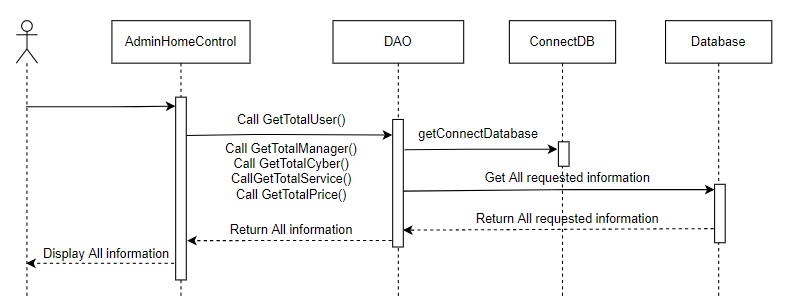 AdminHomeControl
DAO
ConnectDB
Database
Call GetTotalUser()
getConnectDatabase
Call GetTotalManager()
Call GetTotalCyber()
CallGetTotalService()
Call GetTotalPrice()
Get All requested information
Return All requested information
Return All information
Display All information